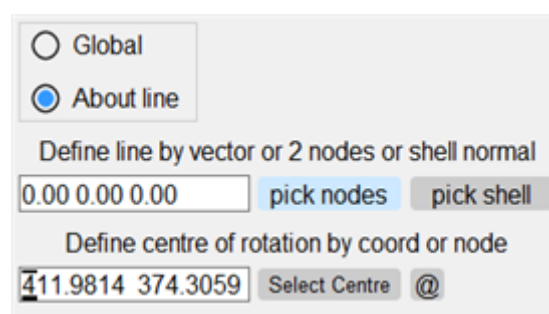 Global
About line
Define line by vector or 2 nodes or shell normal
0.00 0.00 0.00 pick nodes pick shell
Define centre of rotation by coord or node
411.9814 374.3059 Select Centre @